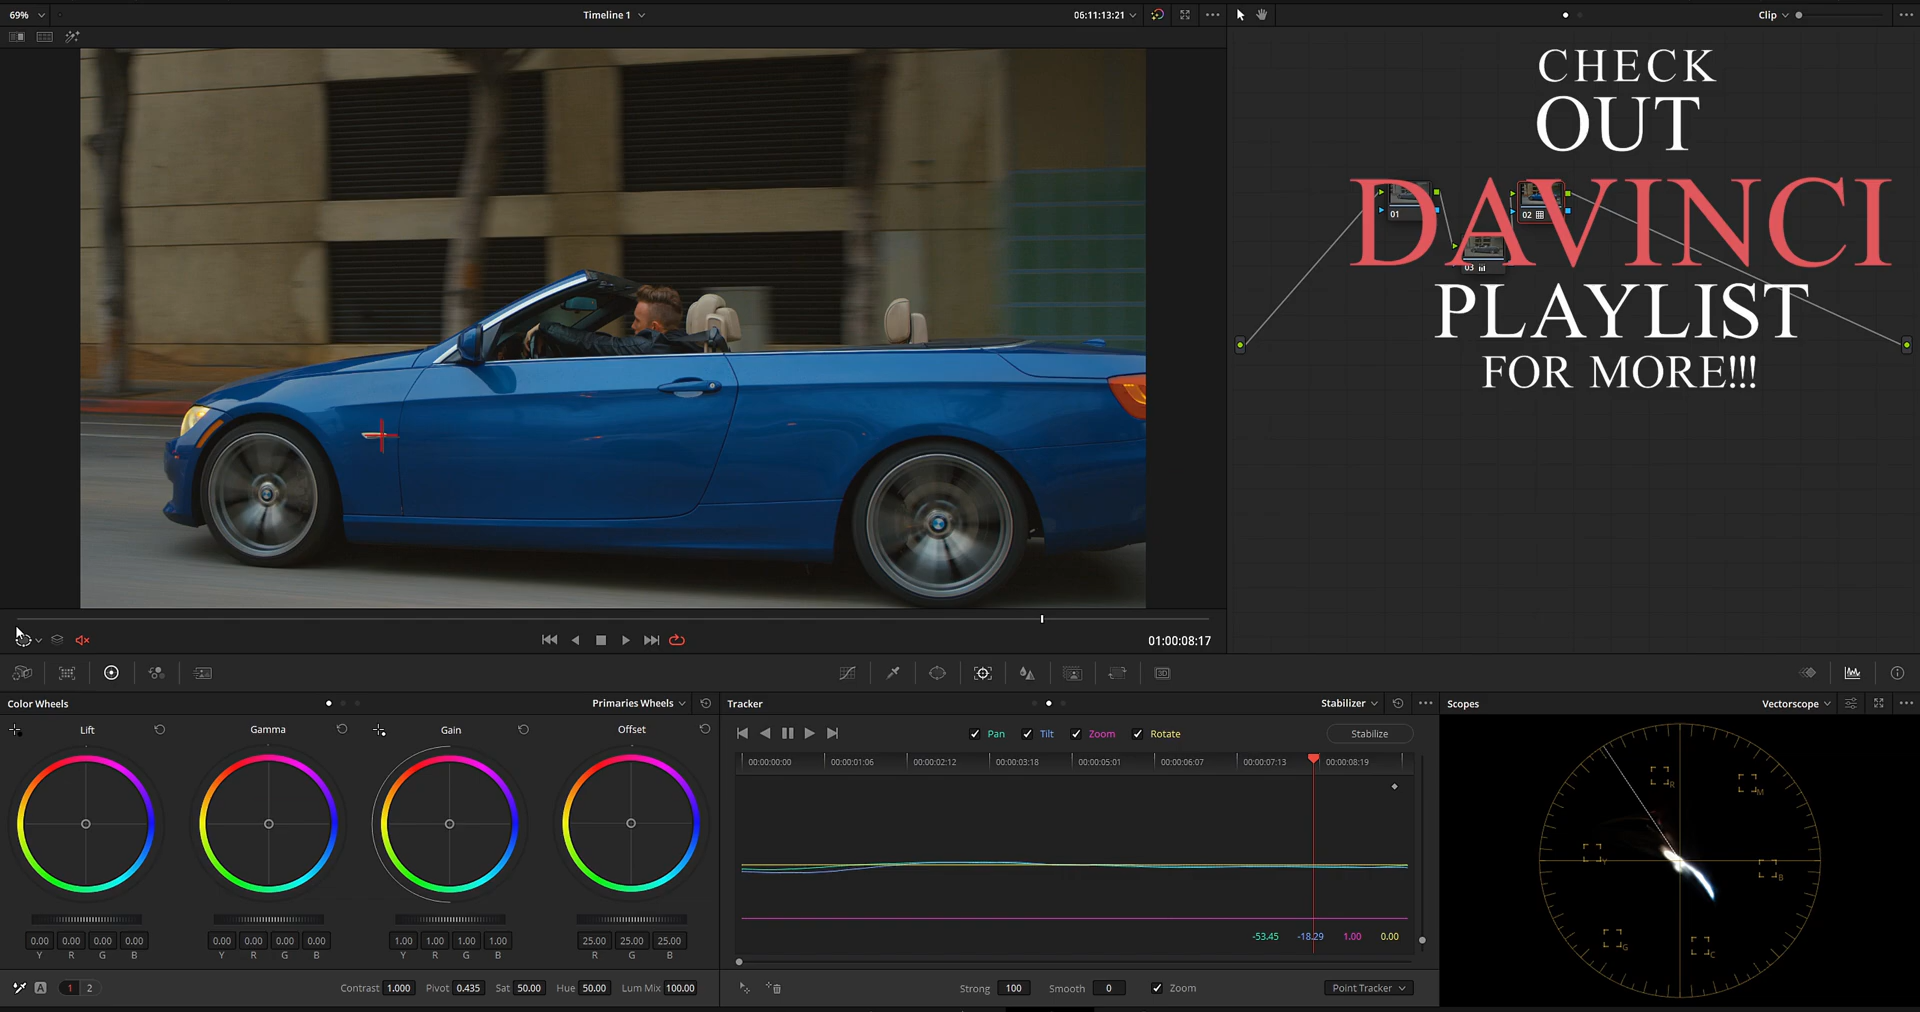 69%
Timeline 1
06:11:13:21
Clip
CHECK
OUT
DAVINCI
01
02
03
PLAYLIST
FOR MORE!!!
01:00:08:17
Color Wheels
Primaries Wheels
Lift
Gamma
Gain
Offset
0.00 0.00 0.00 0.00
Y R G B
0.00 0.00 0.00 0.00
Y R G B
1.00 1.00 1.00 1.00
Y R G B
25.00 25.00 25.00
R G B
A 1 2
Contrast 1.000 Pivot 0.435 Sat 50.00 Hue 50.00 Lum Mix 100.00
Tracker
Stabilizer
Pan Tilt Zoom Rotate
Stabilize
00:00:00:00 00:00:01:06 00:00:02:12 00:00:03:18 00:00:05:01 00:00:06:07 00:00:07:13 00:00:08:19
-53.45 -18.29 1.00 0.00
Strong 100 Smooth 0 Zoom
Point Tracker
Scopes
Vectorscope
R
M
Y
B
G
C
3D